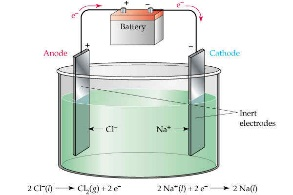 + −
e⁻ e⁻
Battery
Anode + − Cathode
Inert
electrodes
Cl⁻ Na⁺
2 Cl⁻(l) → Cl₂(g) + 2 e⁻ 2 Na⁺(l) + 2 e⁻ → 2 Na(l)